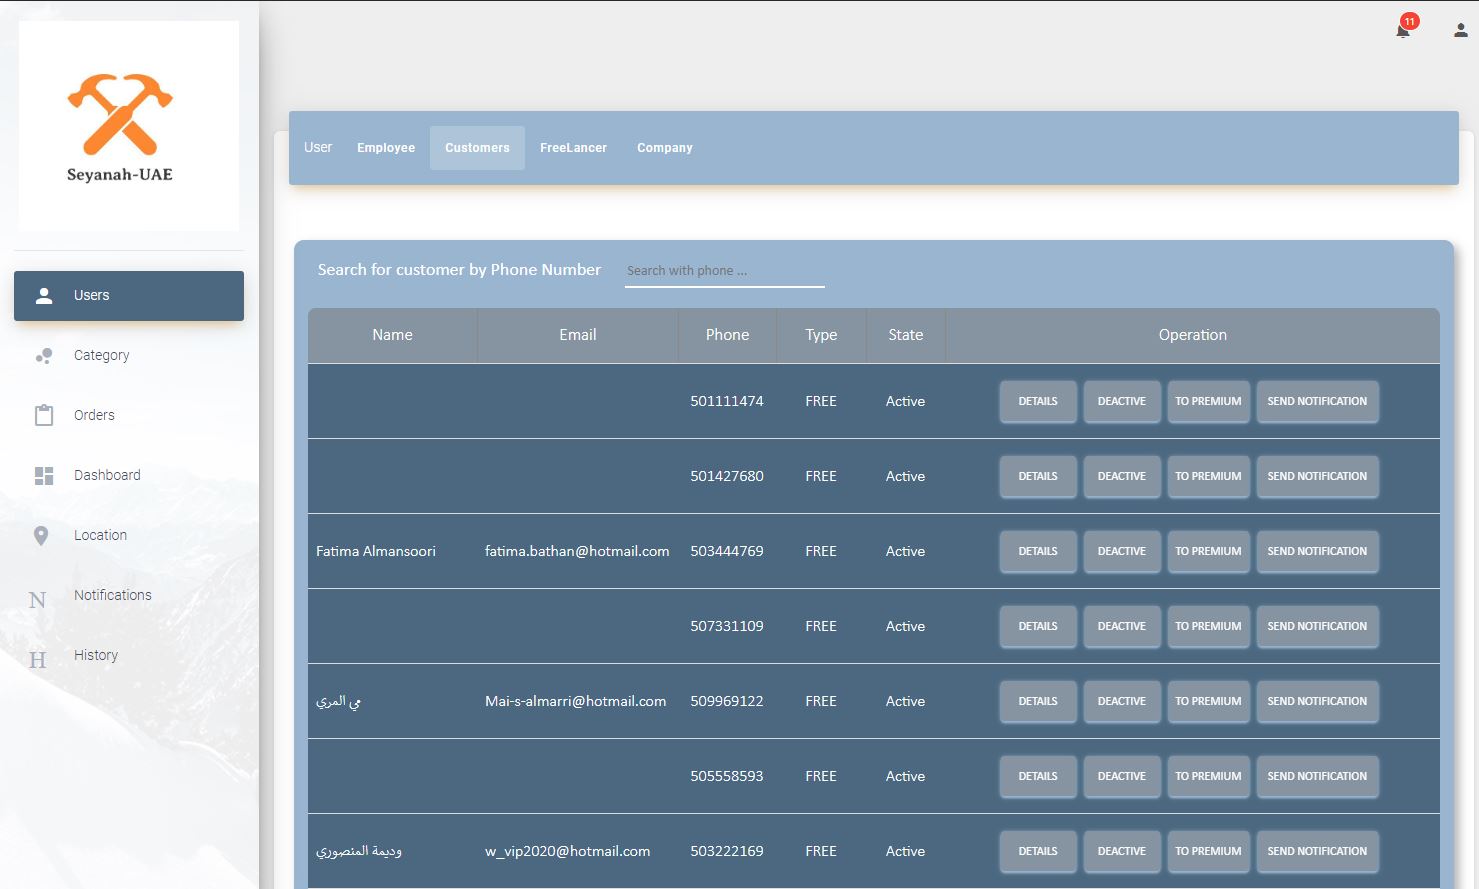 11
Seyanah-UAE
User Employee Customers FreeLancer Company
Users
Category
Orders
Dashboard
Location
N Notifications
H History
Search for customer by Phone Number Search with phone ...
Name Email Phone Type State Operation
501111474 FREE Active DETAILS DEACTIVE TO PREMIUM SEND NOTIFICATION
501427680 FREE Active DETAILS DEACTIVE TO PREMIUM SEND NOTIFICATION
Fatima Almansoori fatima.bathan@hotmail.com 503444769 FREE Active DETAILS DEACTIVE TO PREMIUM SEND NOTIFICATION
507331109 FREE Active DETAILS DEACTIVE TO PREMIUM SEND NOTIFICATION
مي المري Mai-s-almarri@hotmail.com 509969122 FREE Active DETAILS DEACTIVE TO PREMIUM SEND NOTIFICATION
505558593 FREE Active DETAILS DEACTIVE TO PREMIUM SEND NOTIFICATION
وديمة المنصوري w_vip2020@hotmail.com 503222169 FREE Active DETAILS DEACTIVE TO PREMIUM SEND NOTIFICATION